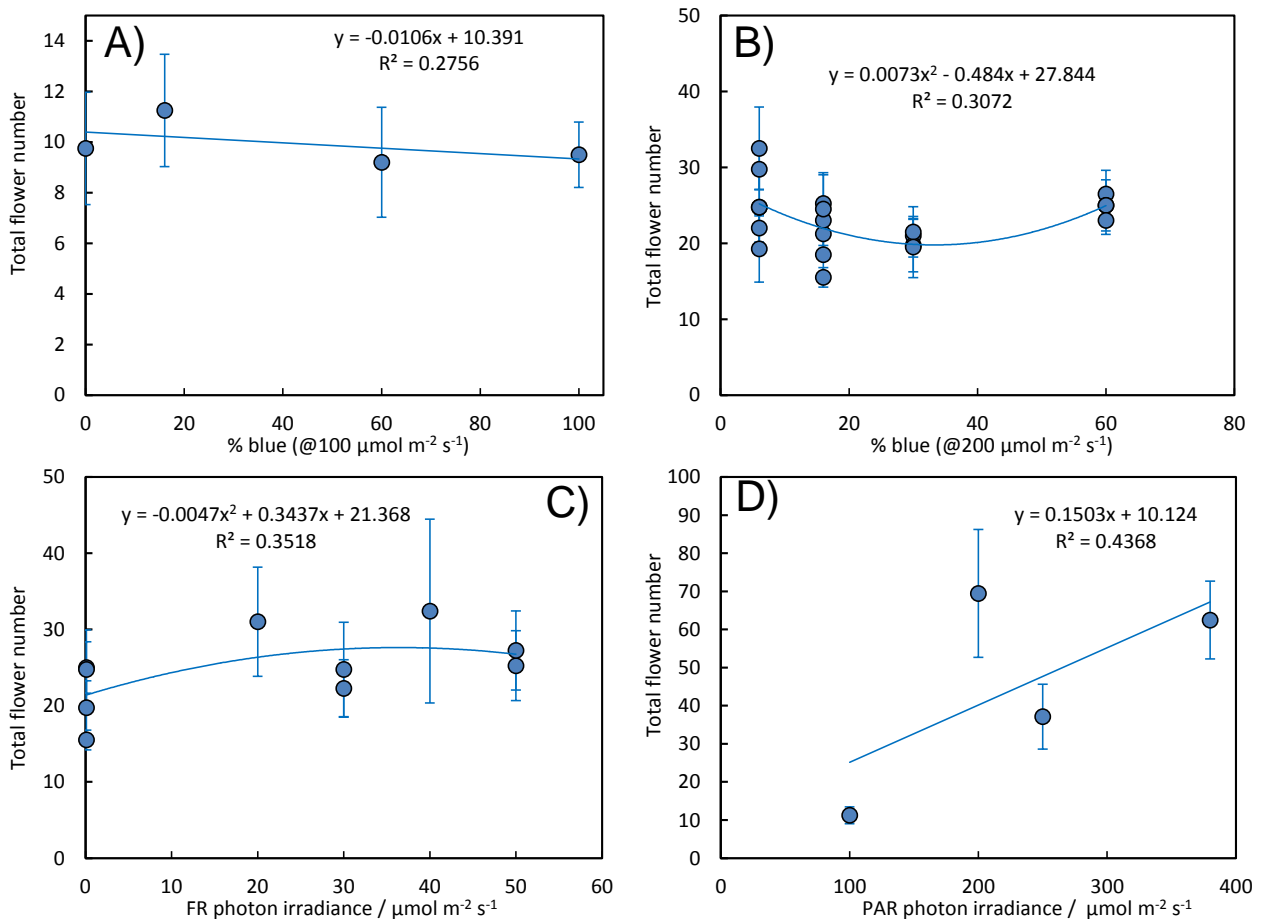 A)
y = -0.0106x + 10.391
R² = 0.2756
Total flower number
14
12
10
8
6
4
2
0
0 20 40 60 80 100
% blue (@100 µmol m⁻² s⁻¹)
B)
y = 0.0073x² - 0.484x + 27.844
R² = 0.3072
Total flower number
50
40
30
20
10
0
0 20 40 60 80
% blue (@200 µmol m⁻² s⁻¹)
C)
y = -0.0047x² + 0.3437x + 21.368
R² = 0.3518
Total flower number
50
40
30
20
10
0
0 10 20 30 40 50 60
FR photon irradiance / µmol m⁻² s⁻¹
D)
y = 0.1503x + 10.124
R² = 0.4368
Total flower number
100
90
80
70
60
50
40
30
20
10
0
0 100 200 300 400
PAR photon irradiance / µmol m⁻² s⁻¹